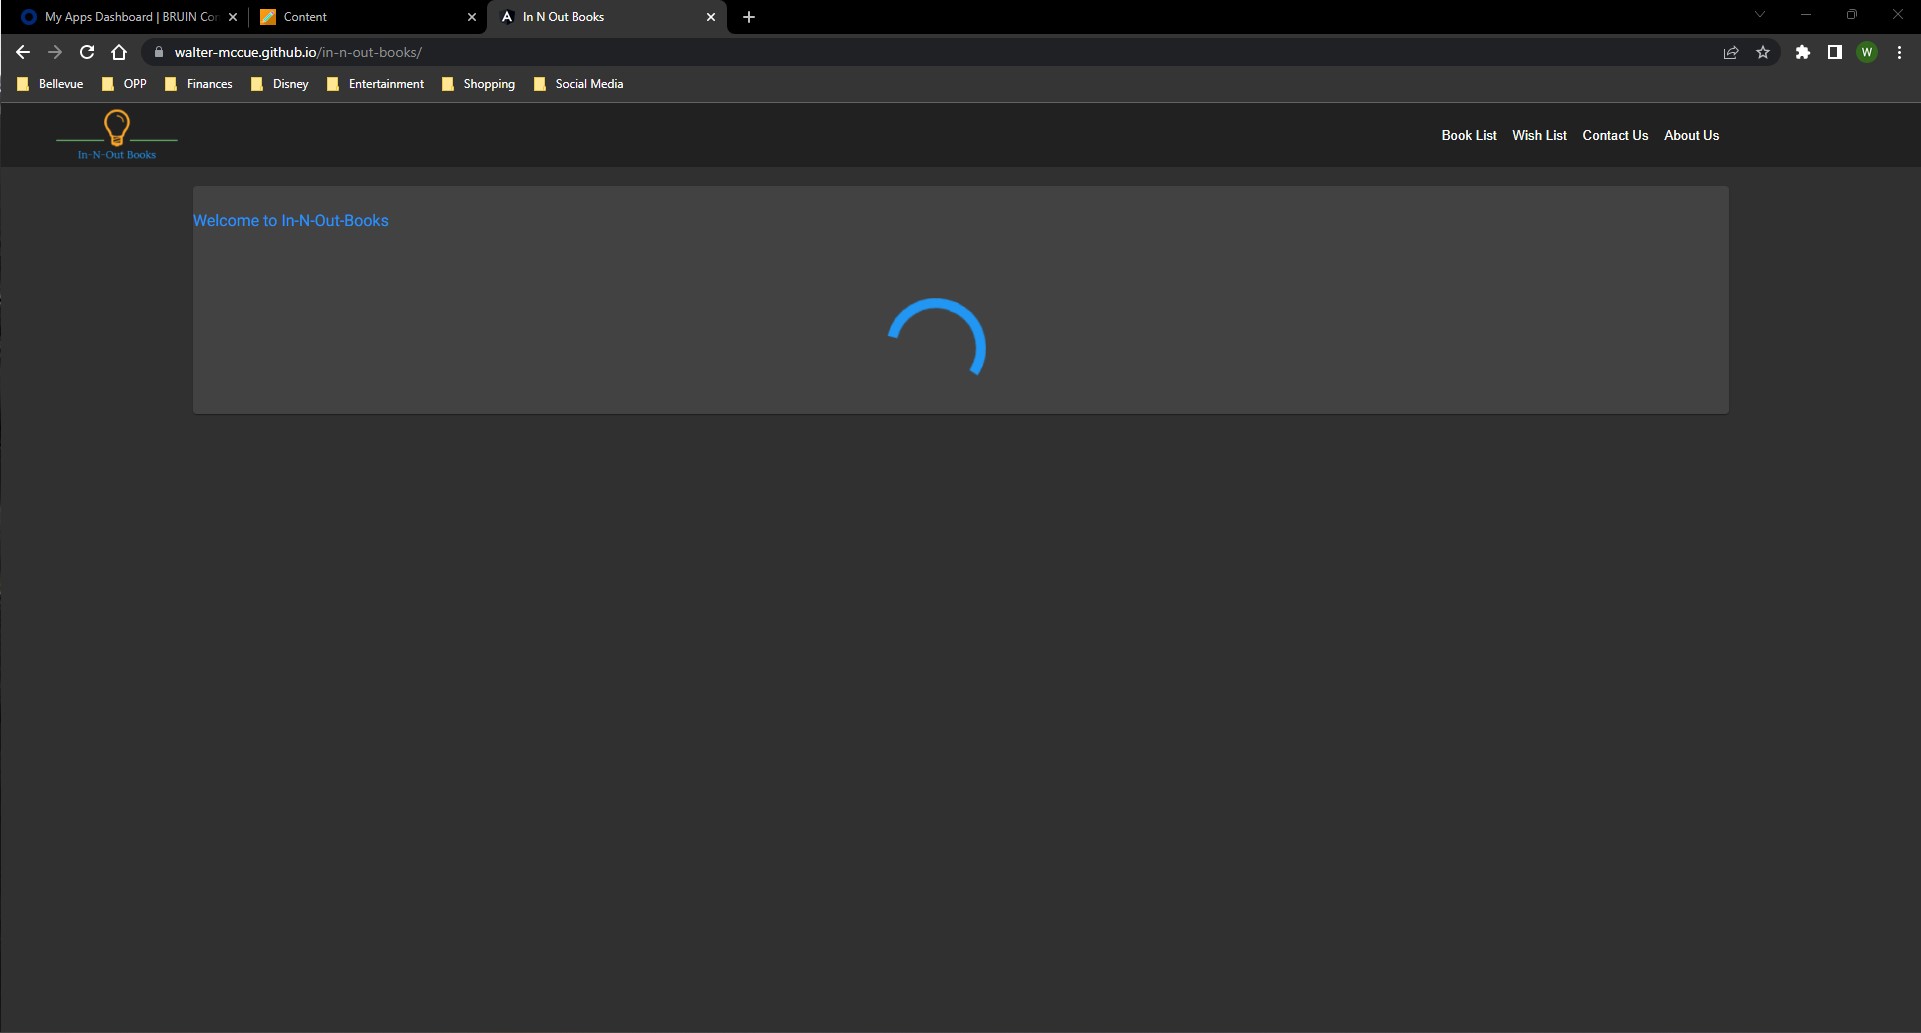 My Apps Dashboard | BRUIN Co
Content
In N Out Books
walter-mccue.github.io/in-n-out-books/
W
Bellevue
OPP
Finances
Disney
Entertainment
Shopping
Social Media
In-N-Out Books
Book List
Wish List
Contact Us
About Us
Welcome to In-N-Out-Books